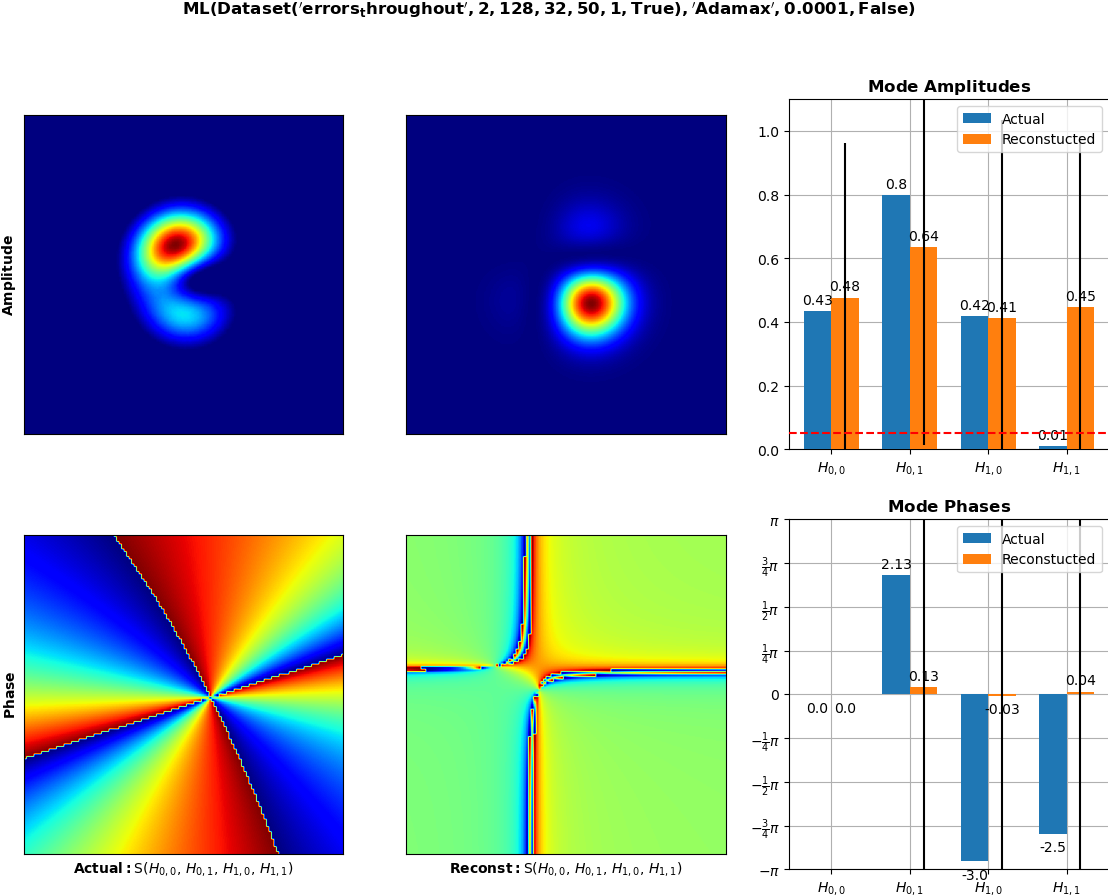 ML(Dataset('errors_throughout', 2, 128, 32, 50, 1, True), 'Adamax', 0.0001, False)
Amplitude
Mode Amplitudes
Actual
Reconstucted
1.0
0.8
0.6
0.4
0.2
0.0
0.43
0.48
0.8
0.64
0.42
0.41
0.01
0.45
H0,0
H0,1
H1,0
H1,1
Phase
Actual: S(H0,0, H0,1, H1,0, H1,1)
Reconst: S(H0,0, H0,1, H1,0, H1,1)
Mode Phases
Actual
Reconstucted
π
3/4π
1/2π
1/4π
0
−1/4π
−1/2π
−3/4π
−π
0.0
0.0
2.13
0.13
-3.0
-0.03
-2.5
0.04
H0,0
H0,1
H1,0
H1,1